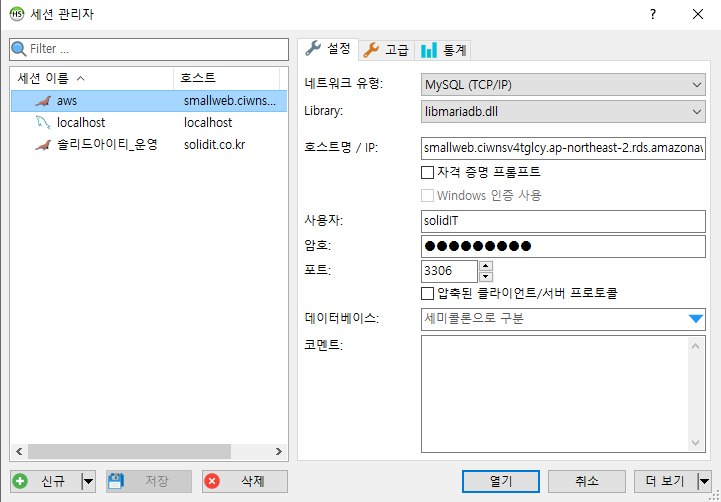 HS 세션 관리자
Filter ...
세션 이름 호스트
aws smallweb.ciwns...
localhost localhost
솔리드아이티_운영 solidit.co.kr
설정 고급 통계
네트워크 유형: MySQL (TCP/IP)
Library: libmariadb.dll
호스트명 / IP: smallweb.ciwnsv4tglcy.ap-northeast-2.rds.amazonav
자격 증명 프롬프트
Windows 인증 사용
사용자: solidIT
암호: ●●●●●●●●●
포트: 3306
압축된 클라이언트/서버 프로토콜
데이터베이스: 세미콜론으로 구분
코멘트:
신규 저장 삭제 열기 취소 더 보기